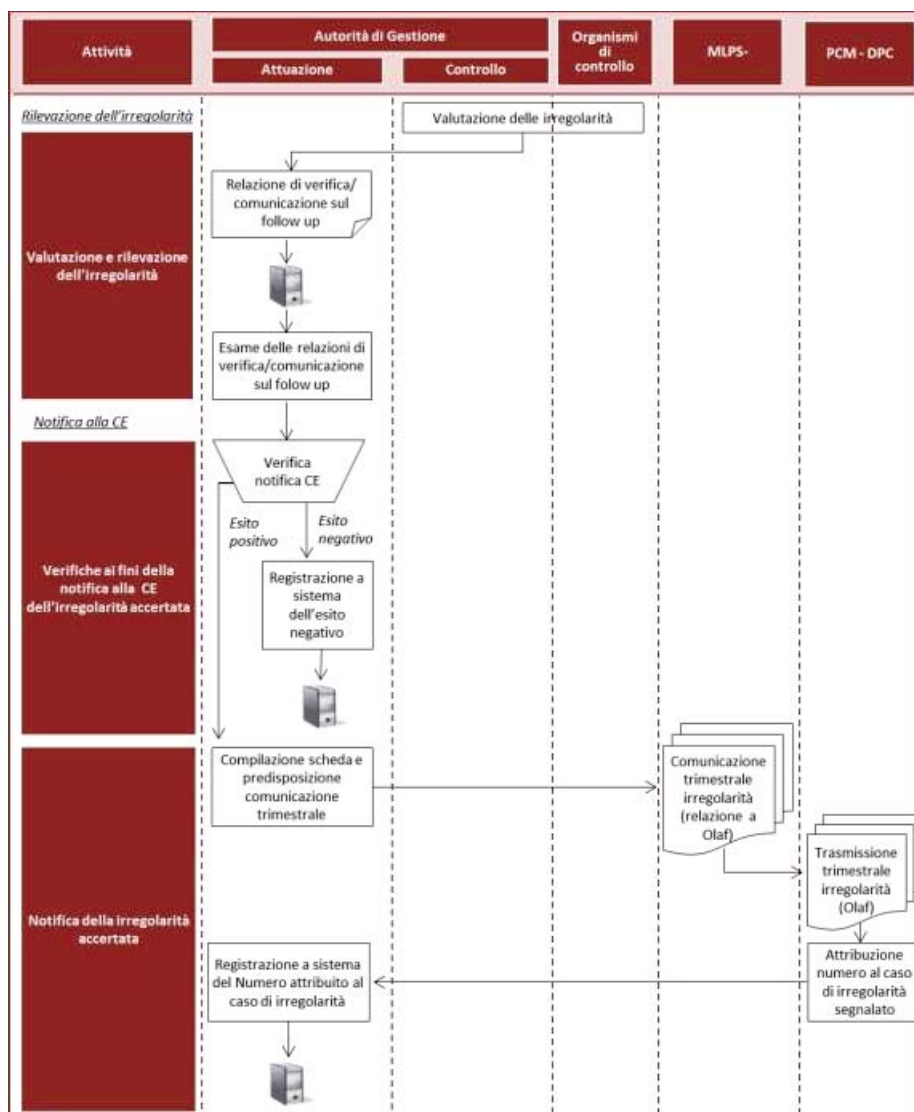 Attività
Autorità di Gestione
Attuazione
Controllo
Organismi
di
controllo
MLPS-
PCM - DPC
Rilevazione dell'irregolarità
Valutazione delle irregolarità
Valutazione e rilevazione
dell'irregolarità
Relazione di verifica/
comunicazione sul
follow up
Esame delle relazioni di
verifica/comunicazione
sul folow up
Notifica alla CE
Verifiche ai fini della
notifica alla CE
dell'irregolarità accertata
Verifica
notifica CE
Esito
positivo
Esito
negativo
Registrazione a
sistema
dell'esito
negativo
Notifica della irregolarità
accertata
Compilazione scheda e
predisposizione
comunicazione
trimestrale
Comunicazione
trimestrale
irregolarità
(relazione a
Olaf)
Trasmissione
trimestrale
irregolarità
(Olaf)
Attribuzione
numero al caso
di irregolarità
segnalato
Registrazione a sistema
del Numero attribuito al
caso di irregolarità